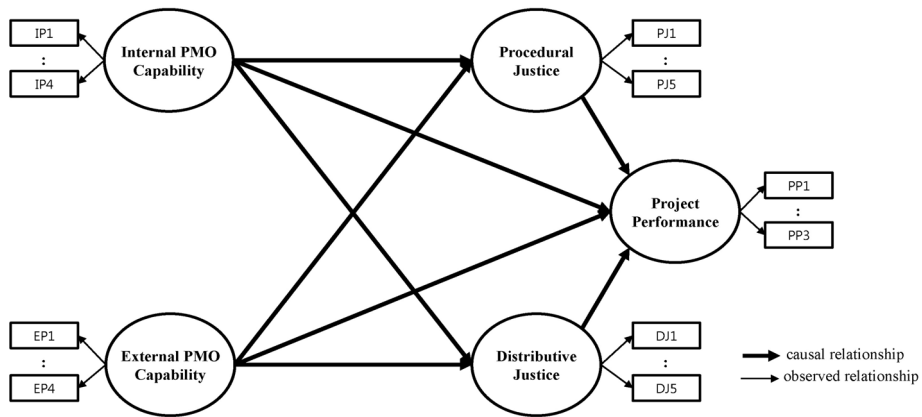 IP1
:
IP4
Internal PMO
Capability
Procedural
Justice
PJ1
:
PJ5
Project
Performance
PP1
:
PP3
EP1
:
EP4
External PMO
Capability
Distributive
Justice
DJ1
:
DJ5
causal relationship
observed relationship